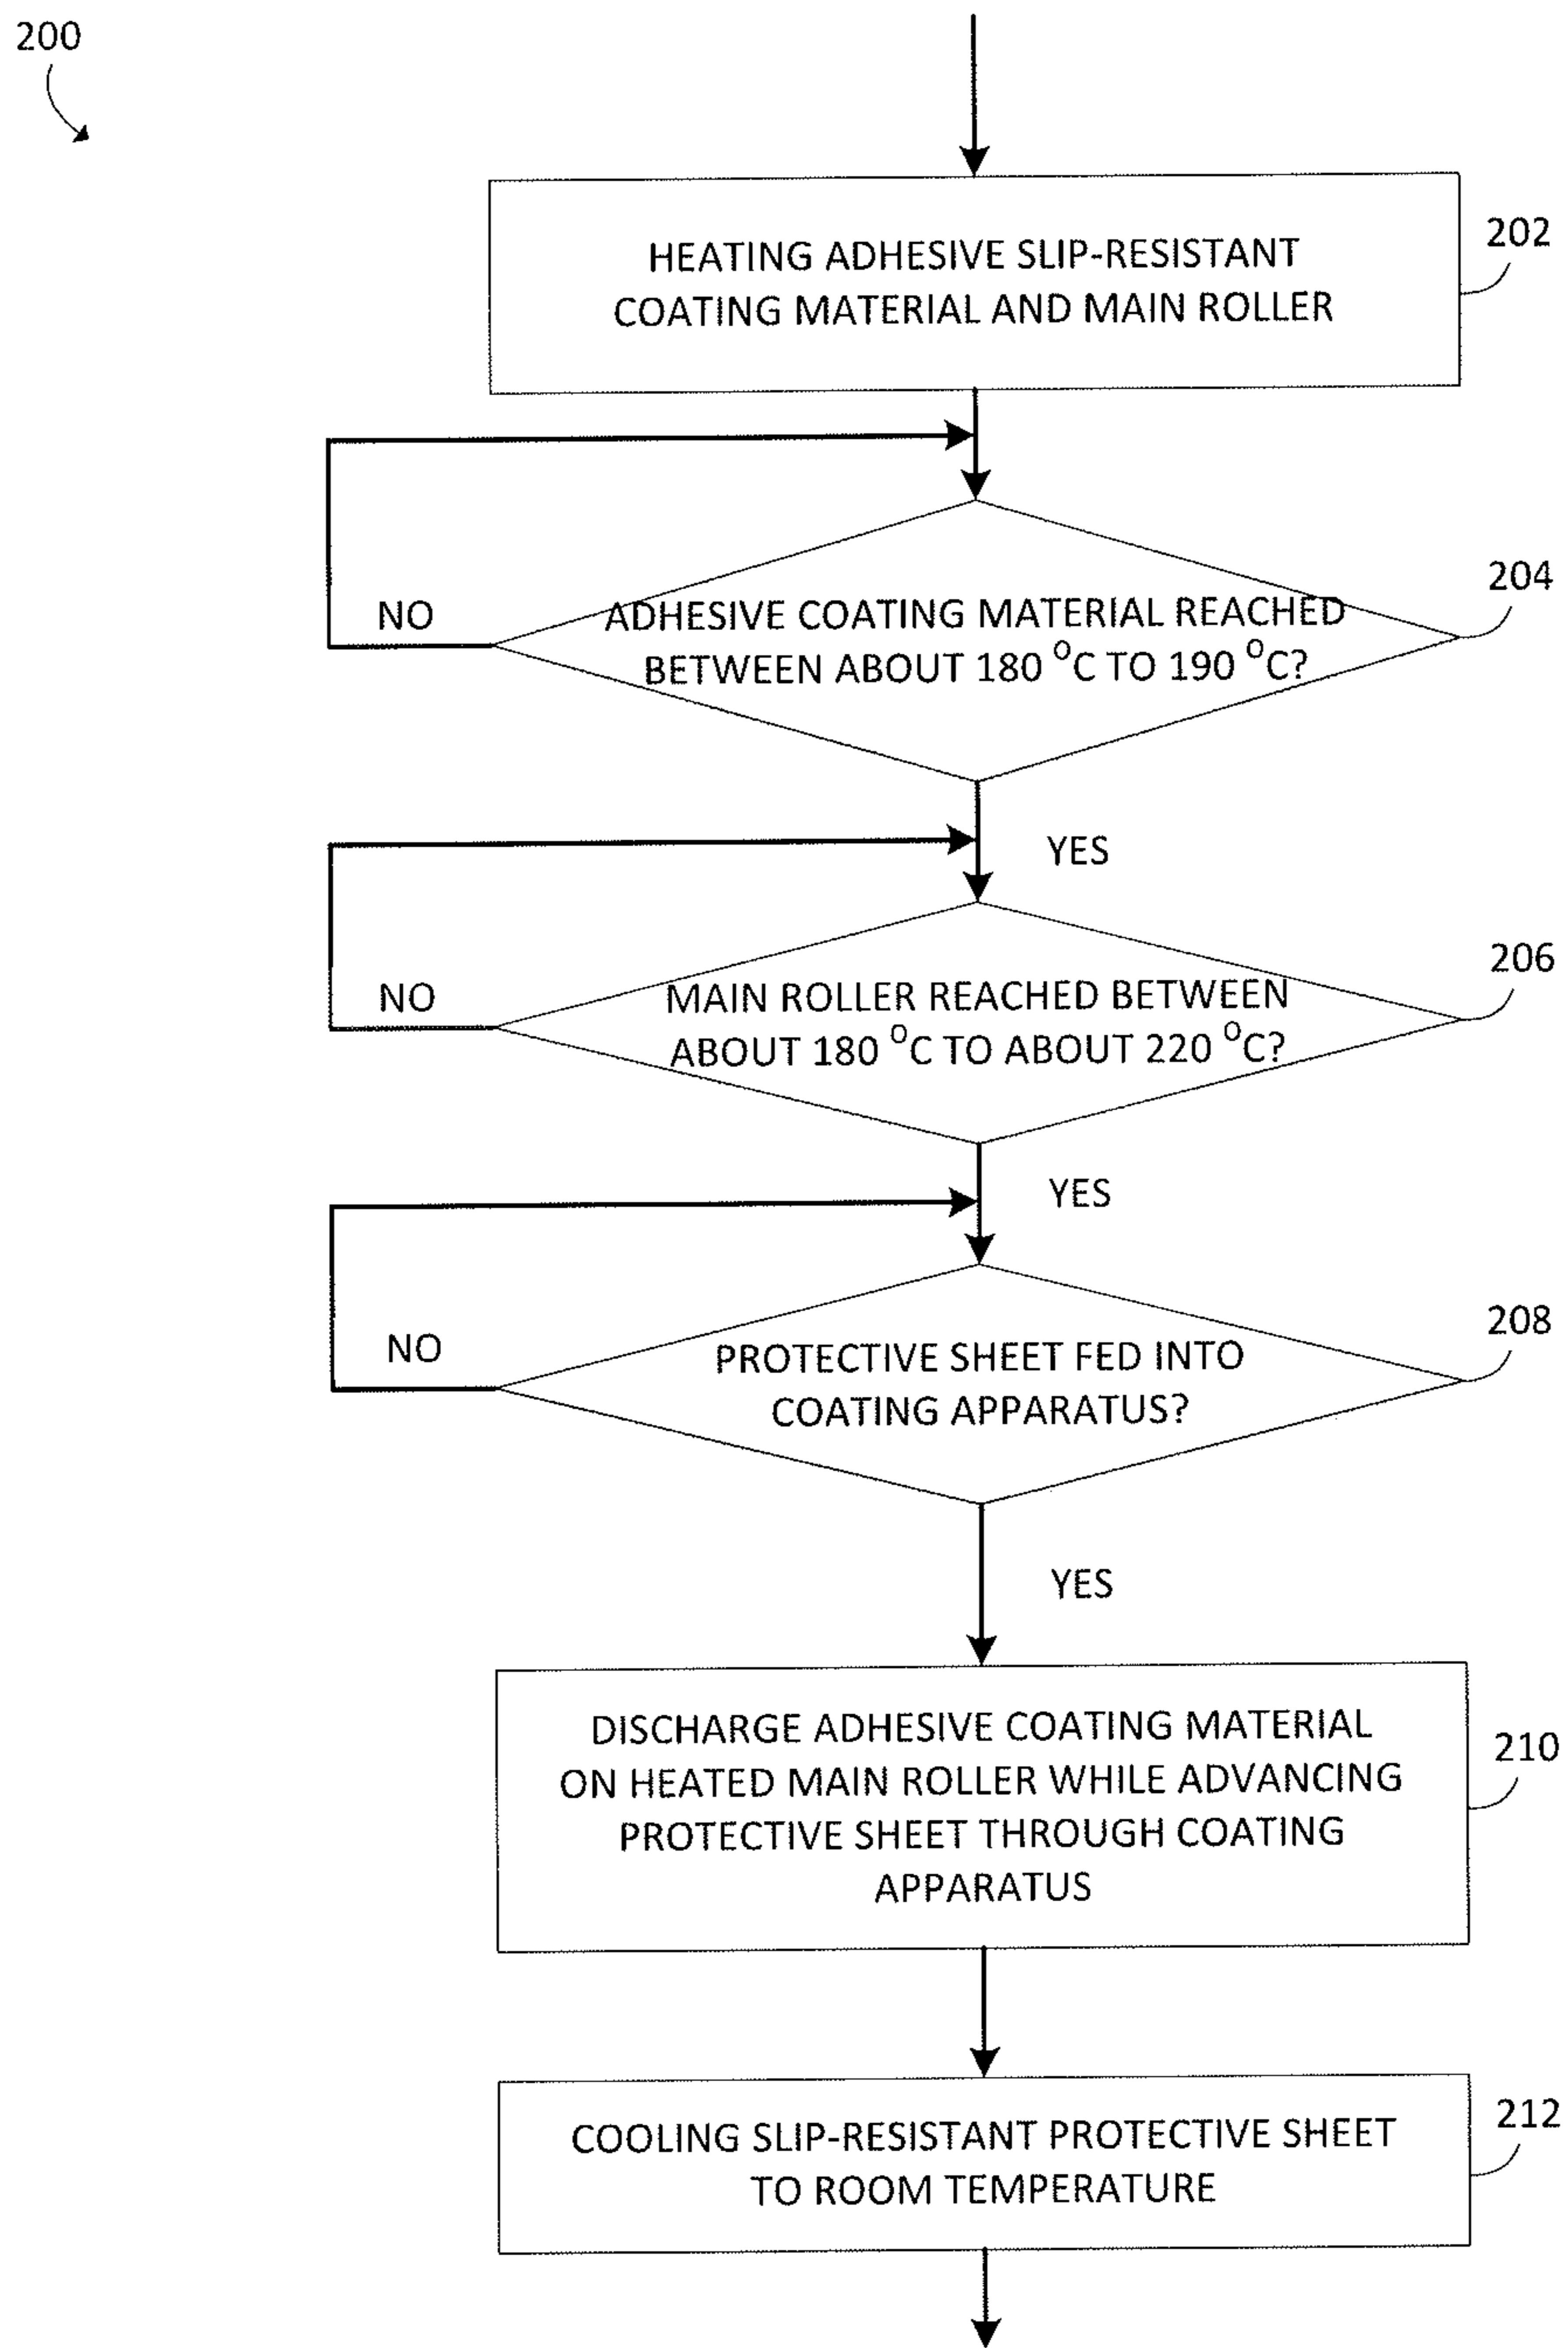 200
HEATING ADHESIVE SLIP-RESISTANT
COATING MATERIAL AND MAIN ROLLER
202
ADHESIVE COATING MATERIAL REACHED
BETWEEN ABOUT 180 °C TO 190 °C?
204
NO
YES
MAIN ROLLER REACHED BETWEEN
ABOUT 180 °C TO ABOUT 220 °C?
206
NO
YES
PROTECTIVE SHEET FED INTO
COATING APPARATUS?
208
NO
YES
DISCHARGE ADHESIVE COATING MATERIAL
ON HEATED MAIN ROLLER WHILE ADVANCING
PROTECTIVE SHEET THROUGH COATING
APPARATUS
210
COOLING SLIP-RESISTANT PROTECTIVE SHEET
TO ROOM TEMPERATURE
212